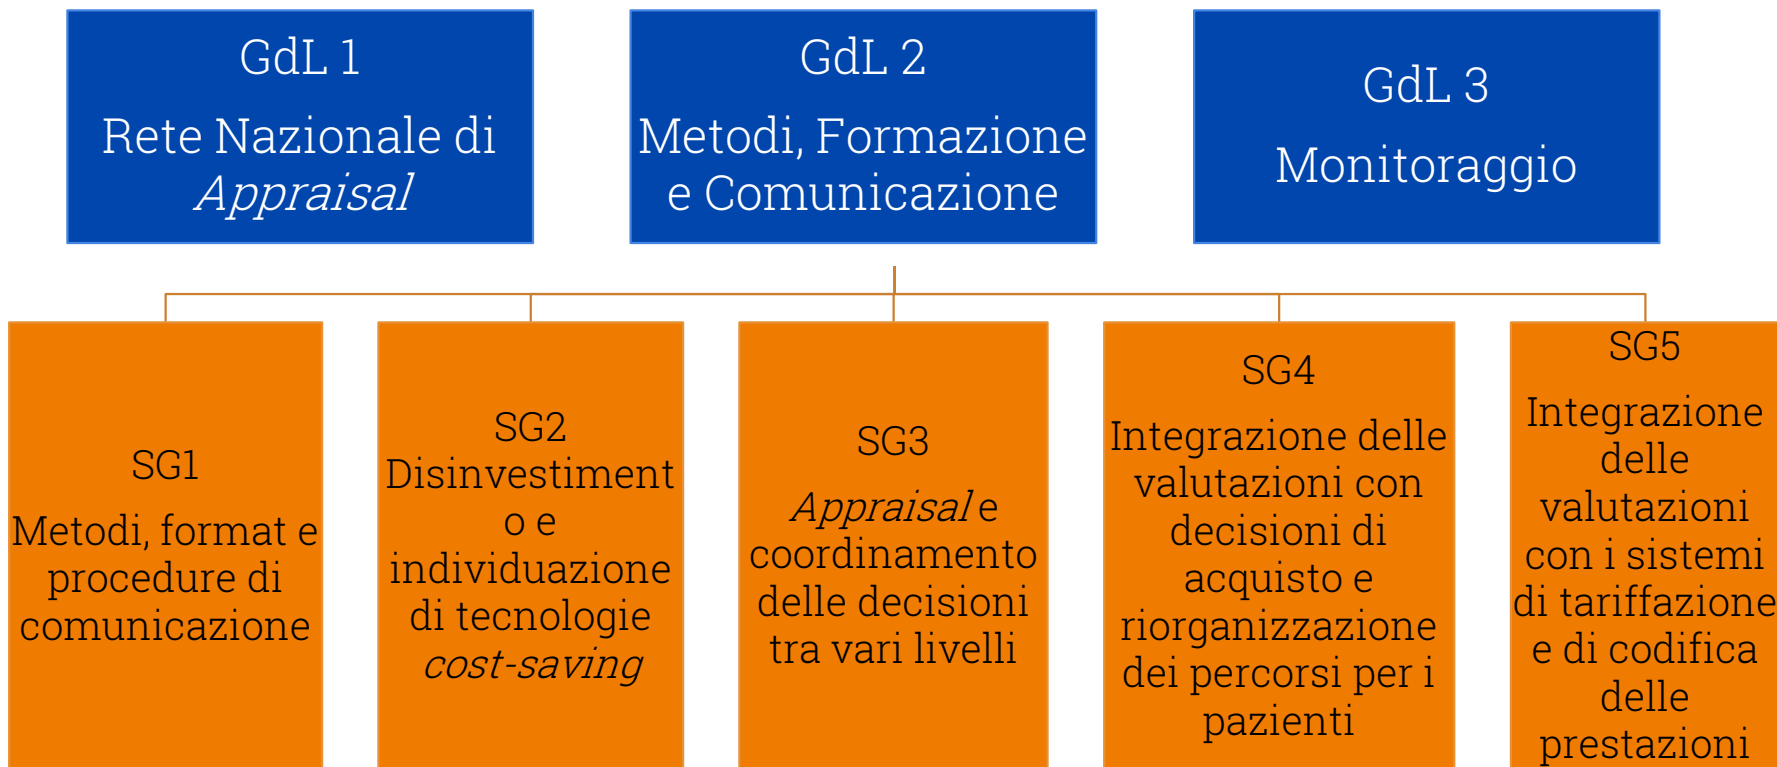 GdL 1
Rete Nazionale di
Appraisal
GdL 2
Metodi, Formazione
e Comunicazione
GdL 3
Monitoraggio
SG1
Metodi, format e
procedure di
comunicazione
SG2
Disinvestiment
o e
individuazione
di tecnologie
cost-saving
SG3
Appraisal e
coordinamento
delle decisioni
tra vari livelli
SG4
Integrazione delle
valutazioni con
decisioni di
acquisto e
riorganizzazione
dei percorsi per i
pazienti
SG5
Integrazione
delle
valutazioni
con i sistemi
di tariffazione
e di codifica
delle
prestazioni